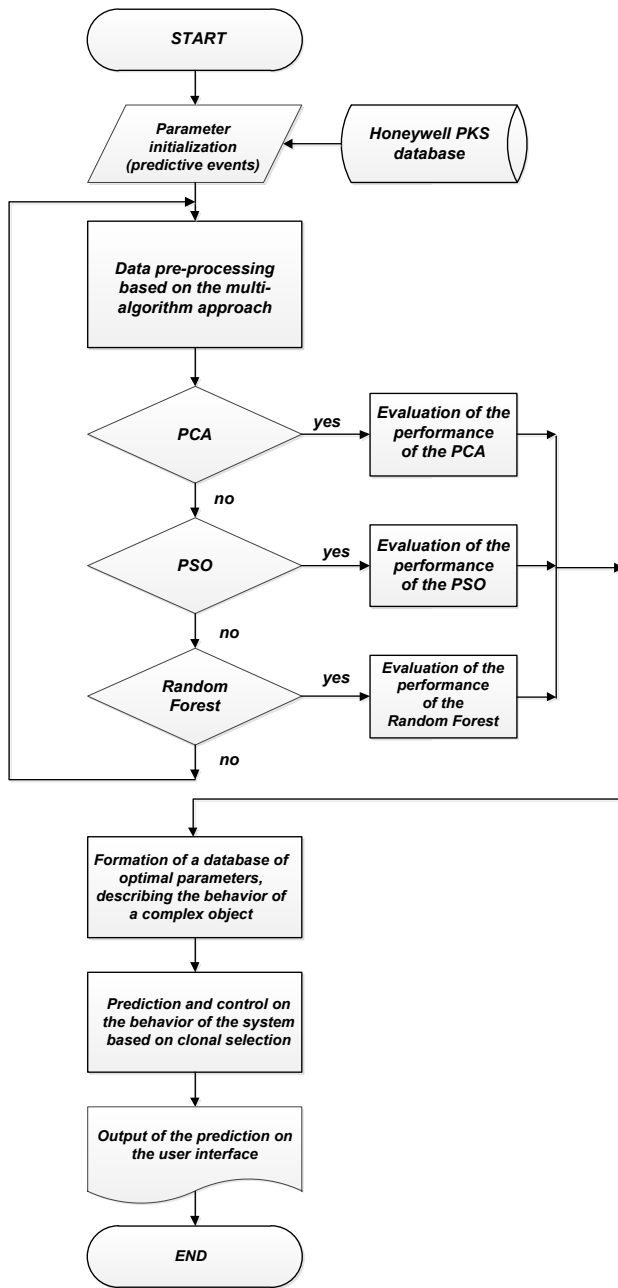 START
Parameter
initialization
(predictive events)
Honeywell PKS
database
Data pre-processing
based on the multi-
algorithm approach
PCA
yes
Evaluation of the
performance
of the PCA
no
PSO
yes
Evaluation of the
performance
of the PSO
no
Random
Forest
yes
Evaluation of the
performance
of the
Random Forest
no
Formation of a database of
optimal parameters,
describing the behavior of
a complex object
Prediction and control on
the behavior of the system
based on clonal selection
Output of the prediction on
the user interface
END